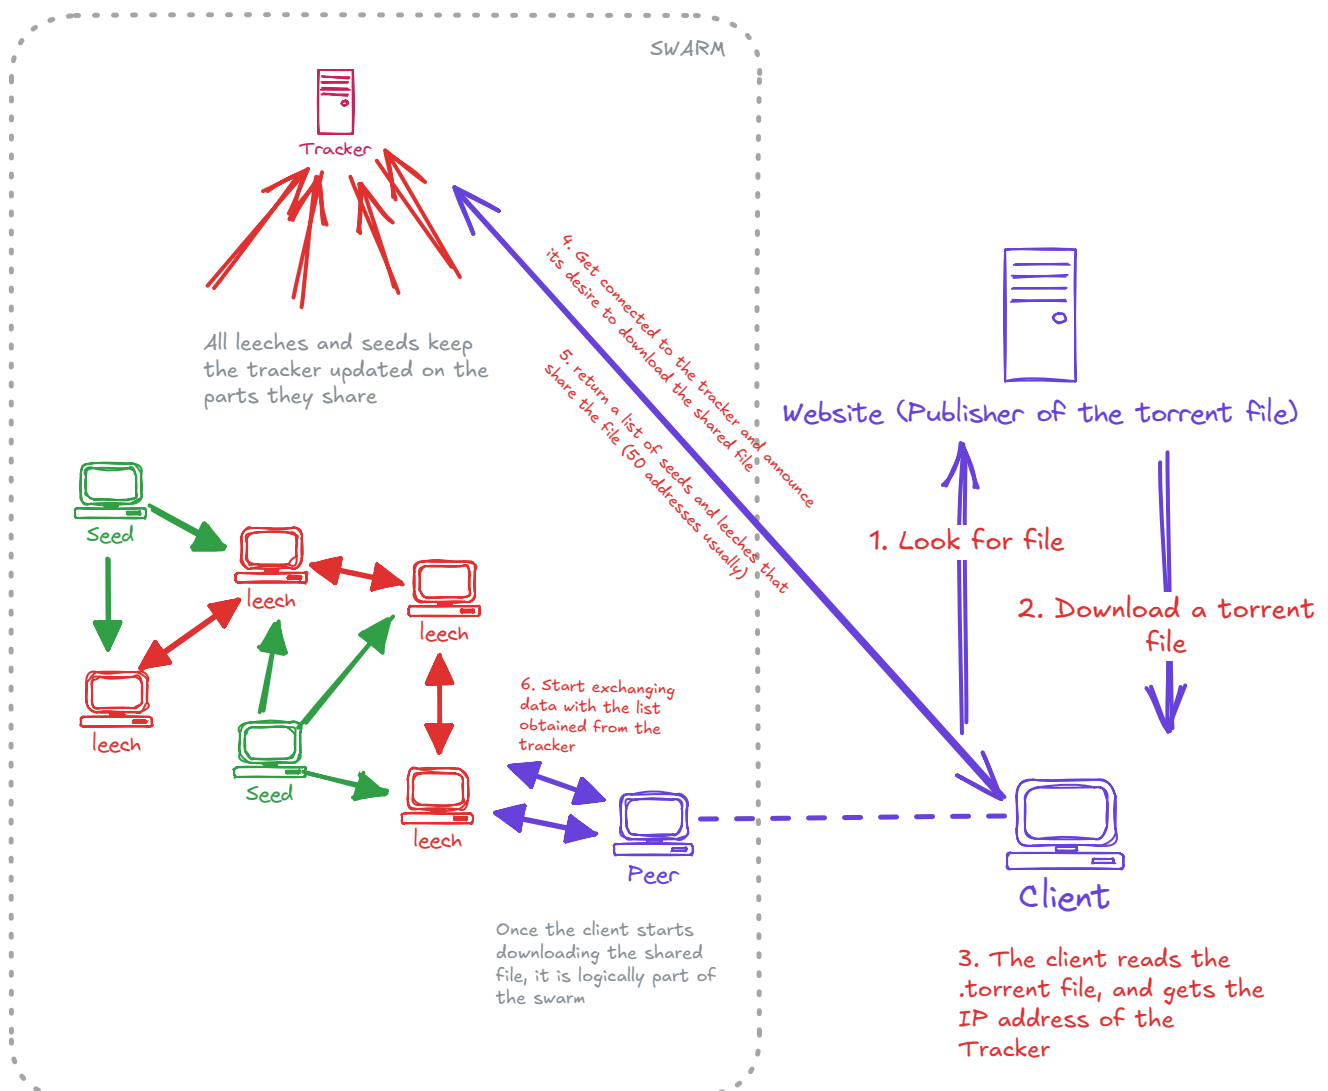 SWARM
Tracker
All leeches and seeds keep
the tracker updated on the
parts they share
4. Get connected to the tracker and announce
its desire to download the shared file
5. return a list of seeds and leeches that
share the file (50 addresses usually)
Website (Publisher of the torrent file)
1. Look for file
2. Download a torrent
file
Seed
leech
leech
leech
Seed
leech
6. Start exchanging
data with the list
obtained from the
tracker
Peer
Client
Once the client starts
downloading the shared
file, it is logically part of
the swarm
3. The client reads the
.torrent file, and gets the
IP address of the
Tracker